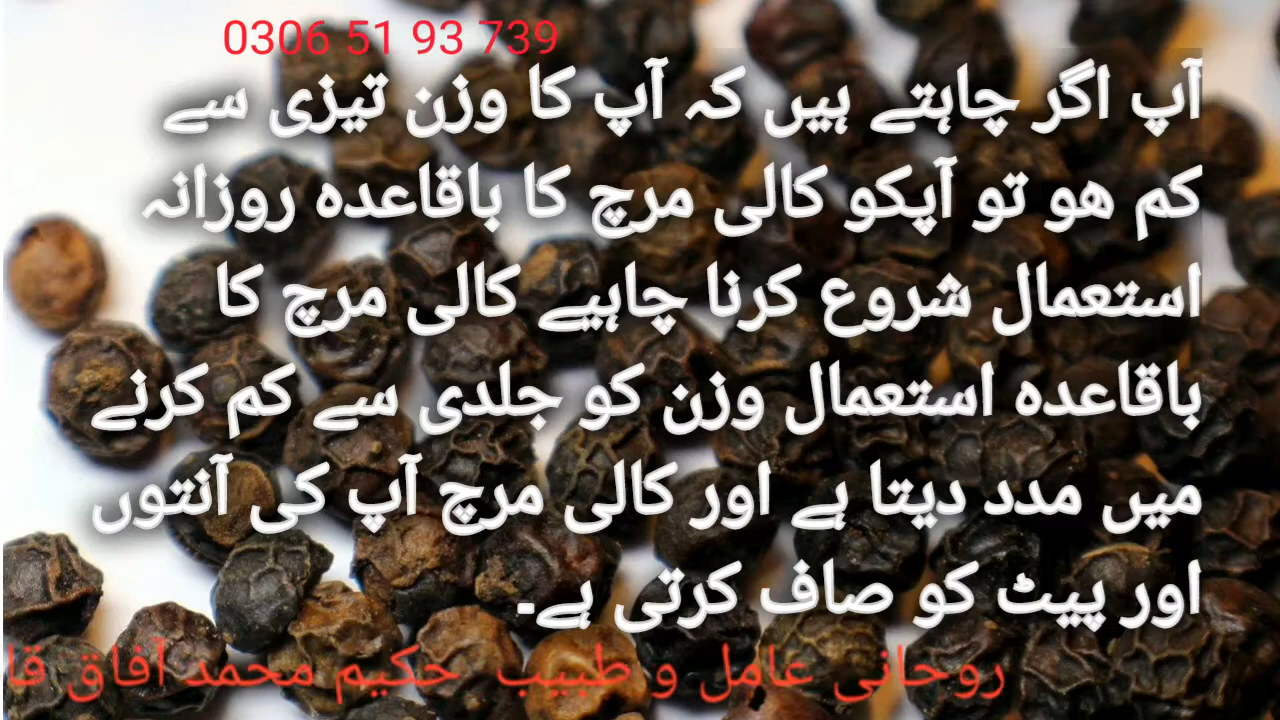 0306 51 93 739
آپ اگر چاہتے ہیں کہ آپ کا وزن تیزی سے
کم ھو تو آپکو کالی مرچ کا باقاعدہ روزانہ
استعمال شروع کرنا چاہیے کالی مرچ کا
باقاعدہ استعمال وزن کو جلدی سے کم کرنے
میں مدد دیتا ہے اور کالی مرچ آپ کی آنتوں
اور پیٹ کو صاف کرتی ہے۔
روحانی عامل و طبیب حکیم محمد آفاق